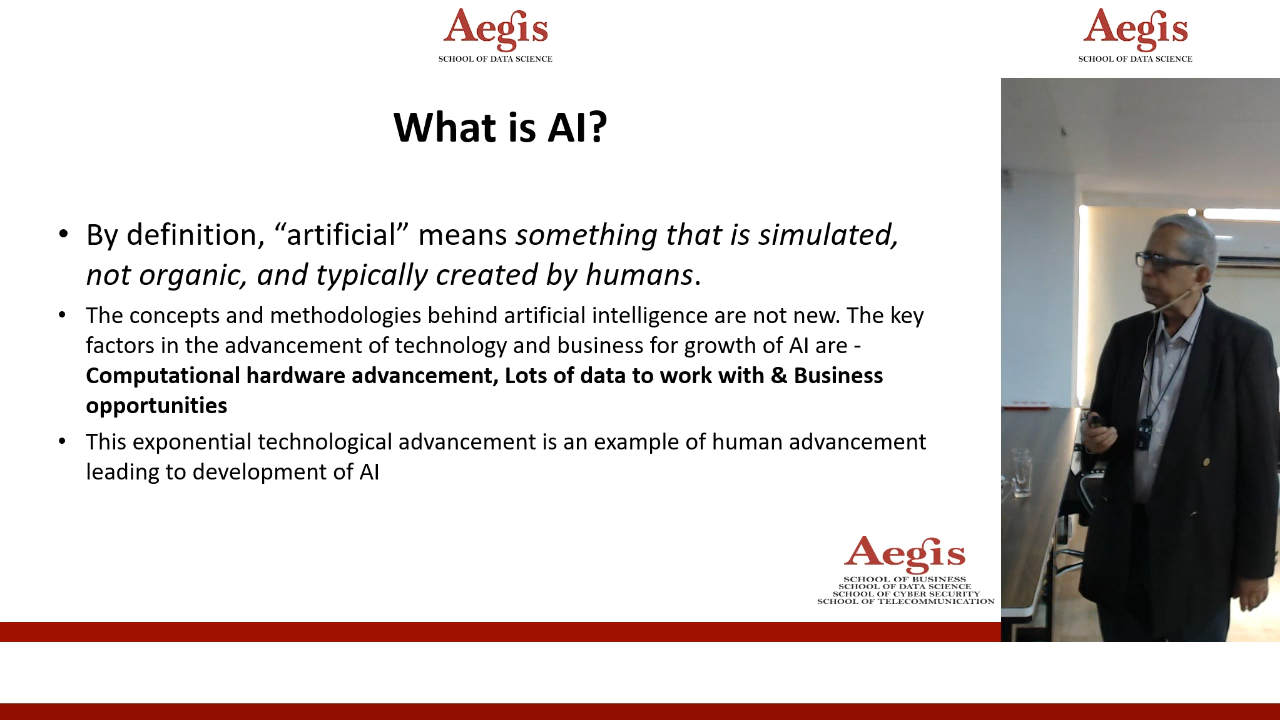 Aegis
SCHOOL OF DATA SCIENCE
Aegis
SCHOOL OF DATA SCIENCE
What is AI?
• By definition, “artificial” means something that is simulated,
not organic, and typically created by humans.
• The concepts and methodologies behind artificial intelligence are not new. The key
factors in the advancement of technology and business for growth of AI are -
Computational hardware advancement, Lots of data to work with & Business
opportunities
• This exponential technological advancement is an example of human advancement
leading to development of AI
Aegis
SCHOOL OF BUSINESS
SCHOOL OF DATA SCIENCE
SCHOOL OF CYBER SECURITY
SCHOOL OF TELECOMMUNICATION